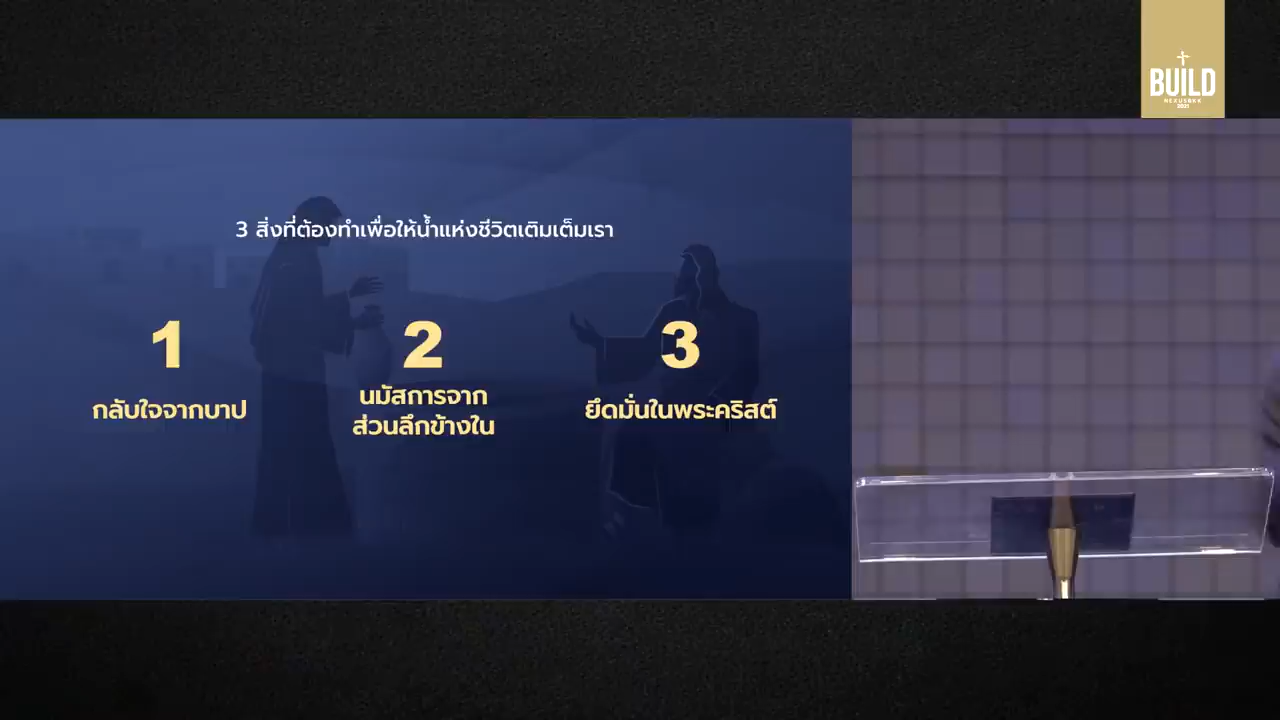 BUILD
NEXUSBKK
2021
3 สิ่งที่ต้องทำเพื่อให้น้ำแห่งชีวิตเติมเต็มเรา
1
กลับใจจากบาป
2
นมัสการจาก
ส่วนลึกข้างใน
3
ยึดมั่นในพระคริสต์